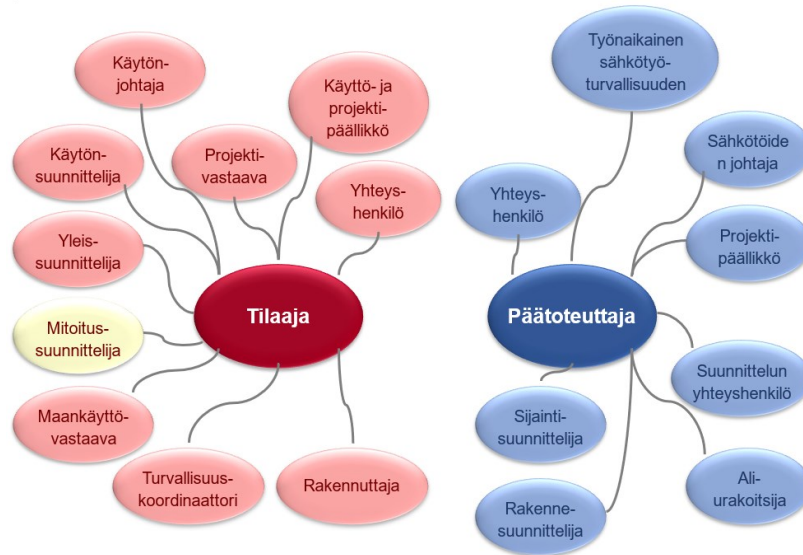 Käytön-
johtaja
Käyttö- ja
projekti-
päällikkö
Käytön-
suunnittelija
Projekti-
vastaava
Yhteys-
henkilö
Yleis-
suunnittelija
Tilaaja
Mitoitus-
suunnittelija
Maankäyttö-
vastaava
Turvallisuus-
koordinaattori
Rakennuttaja
Työnaikainen
sähkötyö-
turvallisuuden
Sähkötöide
n johtaja
Yhteys-
henkilö
Projekti-
päällikkö
Päätoteuttaja
Suunnittelun
yhteyshenkilö
Sijainti-
suunnittelija
Ali-
urakoitsija
Rakenne-
suunnittelija